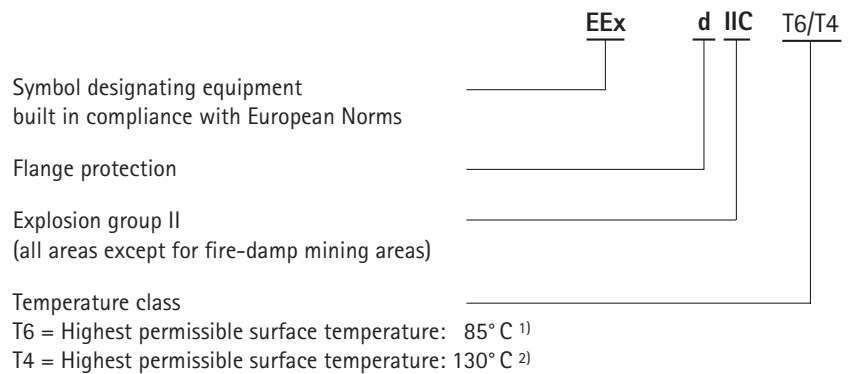 EEx d IIC T6/T4
Symbol designating equipment
built in compliance with European Norms
Flange protection
Explosion group II
(all areas except for fire-damp mining areas)
Temperature class
T6 = Highest permissible surface temperature: 85° C 1)
T4 = Highest permissible surface temperature: 130° C 2)